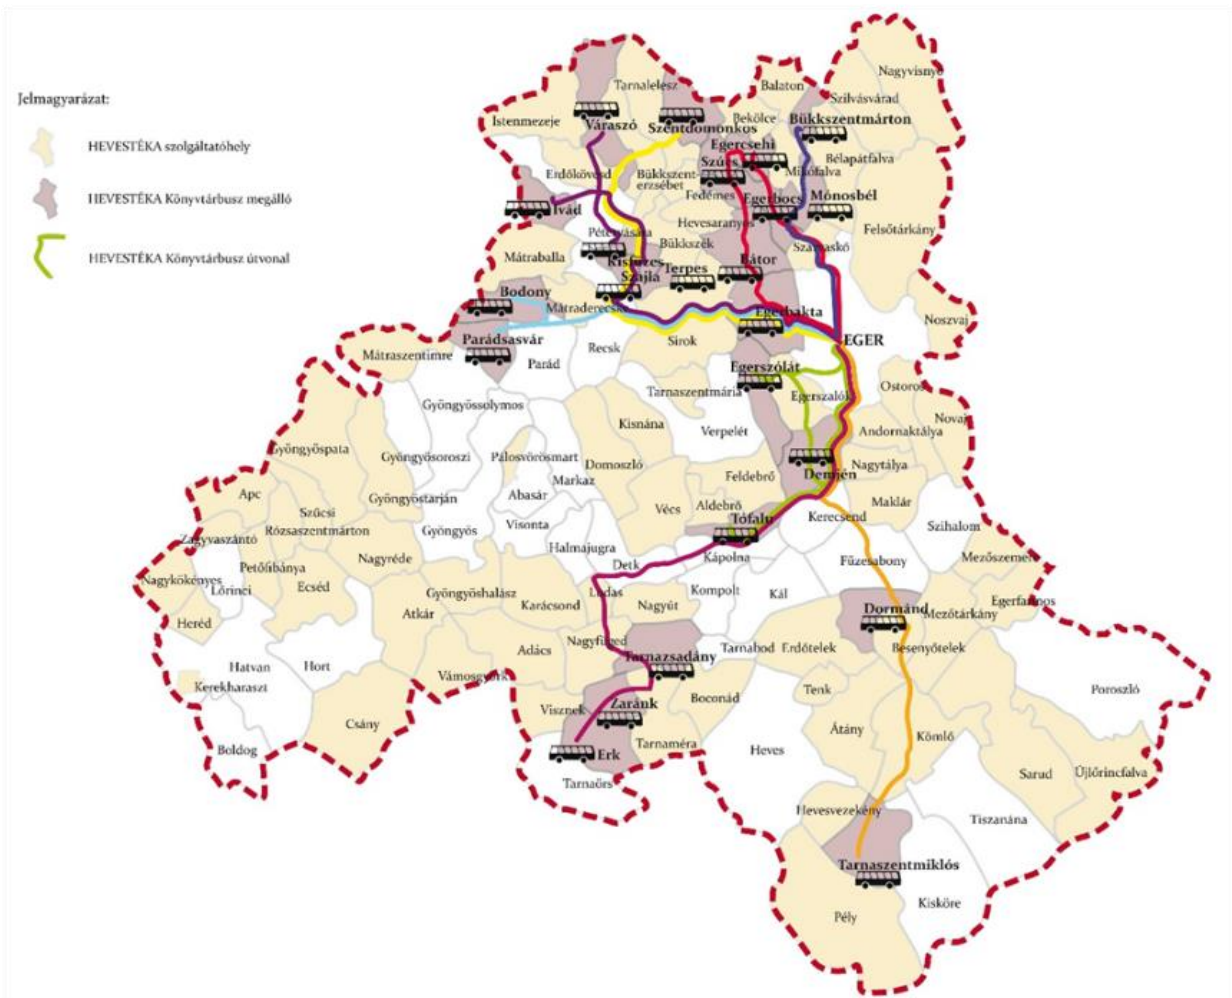 Jelmagyarázat:
HEVESTÉKA szolgáltatóhely
HEVESTÉKA Könyvtárbusz megálló
HEVESTÉKA Könyvtárbusz útvonal
Nagyvisnyó
Tarnalelesz
Balaton
Szilvásvárad
Istenmezeje
Váraszó
Szentdomonkos
Bekölce
Bükkszentmárton
Egercsehi
Szúcs
Mikófalva
Bélapátfalva
Erdőkövesd
Bükkszent-
erzsébet
Fedémes
Egerbocs
Mónosbél
Ivád
Hevesaranyos
Felsőtárkány
Pétervására
Bükkszék
Szarvaskő
Mátraballa
Kisfüzes
Szajla
Terpes
Bátor
Bodony
Mátraderecske
Egerbakta
Noszvaj
Parádsasvár
Sirok
EGER
Mátraszentimre
Parád
Recsk
Egerszólát
Tarnaszentmária
Egerszalók
Ostoros
Gyöngyössolymos
Kisnána
Verpelét
Andornaktálya
Novaj
Gyöngyöspata
Gyöngyösoroszi
Pálosvörösmart
Markaz
Domoszló
Feldebrő
Demjén
Nagytálya
Apc
Gyöngyöstarján
Abasár
Vécs
Aldebrő
Maklár
Szűcsi
Rózsaszentmárton
Gyöngyös
Visonta
Tófalu
Kerecsend
Szihalom
Zagyvaszántó
Halmajugra
Nagykökényes
Petőfibánya
Nagyréde
Detk
Kápolna
Füzesabony
Mezőszemere
Lőrinci
Ecséd
Gyöngyöshalász
Ludas
Kompolt
Kál
Egerfarmos
Heréd
Atkár
Karácsond
Nagyút
Dormánd
Mezőtárkány
Nagyfüged
Tarnabod
Erdőtelek
Besenyőtelek
Hatvan
Hort
Adács
Tarnazsadány
Kerekharaszt
Vámosgyörk
Boconád
Tenk
Poroszló
Csány
Visznek
Zaránk
Átány
Kömlő
Boldog
Erk
Tarnaméra
Heves
Sarud
Újlőrincfalva
Tarnaörs
Hevesvezekény
Tiszanána
Tarnaszentmiklós
Pély
Kisköre